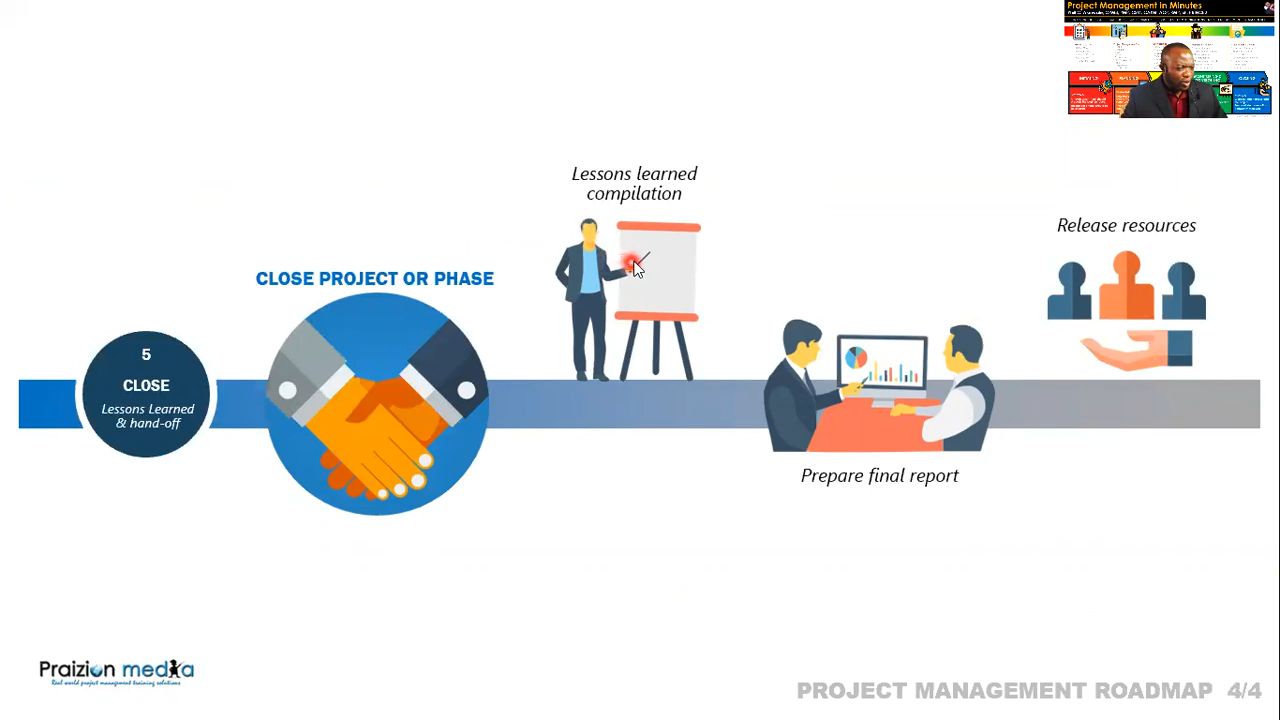 Project Management in Minutes
Lessons learned
compilation
Release resources
CLOSE PROJECT OR PHASE
5
CLOSE
Lessons Learned
& hand-off
Prepare final report
Praizion media
Real world project management training solutions
PROJECT MANAGEMENT ROADMAP 4/4